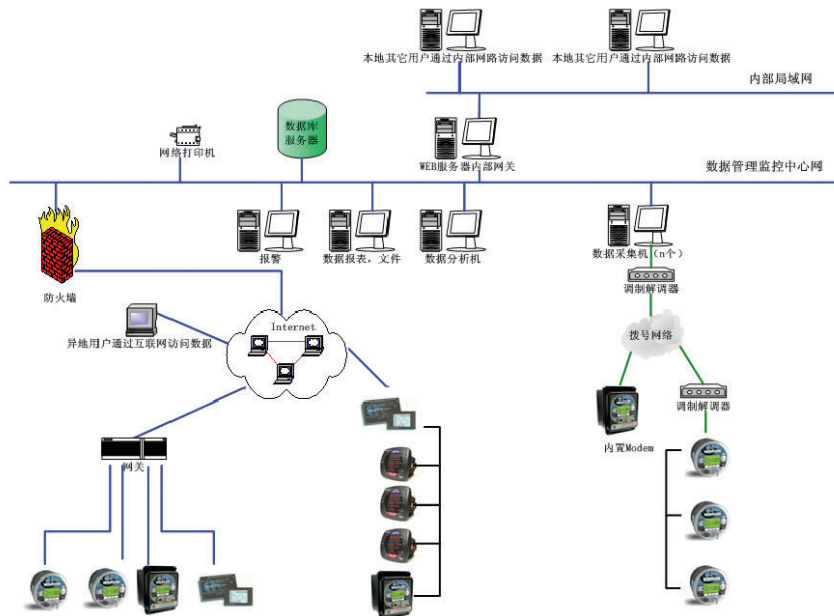 本地其它用户通过内部网路访问数据
本地其它用户通过内部网路访问数据
内部局域网
数据库
服务器
网络打印机
WEB服务器内部网关
数据管理监控中心网
报警
数据报表，文件
数据分析机
数据采集机（n个）
防火墙
调制解调器
异地用户通过互联网访问数据
Internet
拨号网络
调制解调器
内置Modem
网关